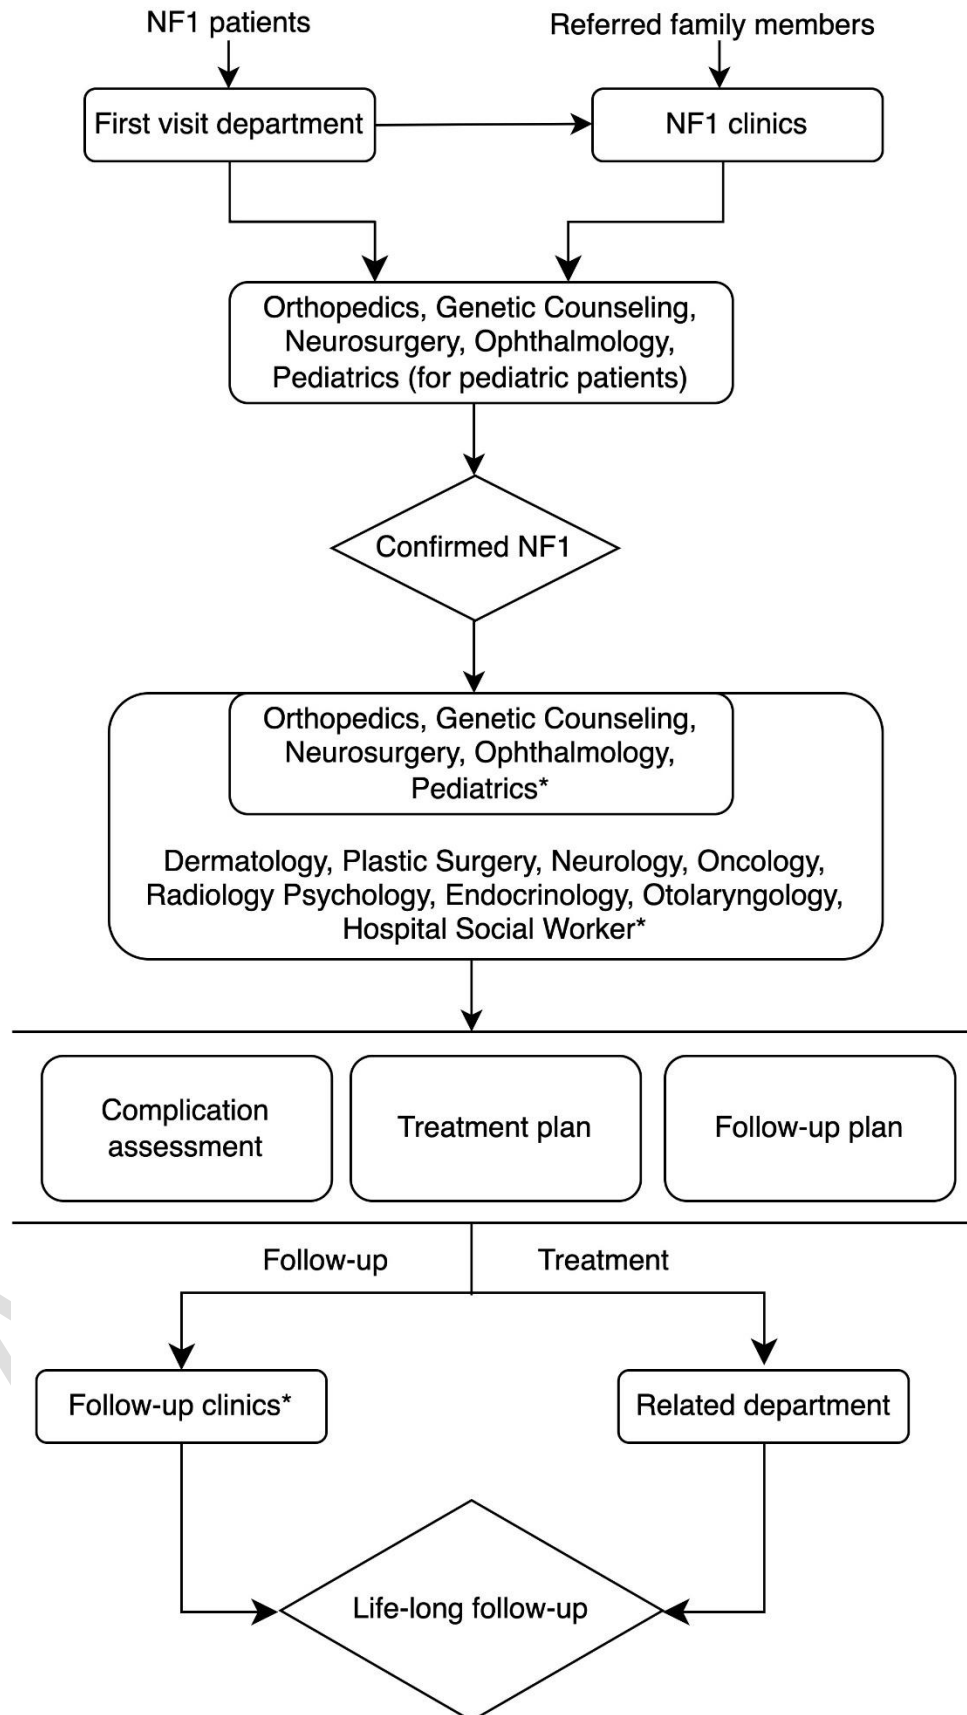 NF1 patients
Referred family members
First visit department
NF1 clinics
Orthopedics, Genetic Counseling,
Neurosurgery, Ophthalmology,
Pediatrics (for pediatric patients)
Confirmed NF1
Orthopedics, Genetic Counseling,
Neurosurgery, Ophthalmology,
Pediatrics*
Dermatology, Plastic Surgery, Neurology, Oncology,
Radiology Psychology, Endocrinology, Otolaryngology,
Hospital Social Worker*
Complication
assessment
Treatment plan
Follow-up plan
Follow-up
Treatment
Follow-up clinics*
Related department
Life-long follow-up